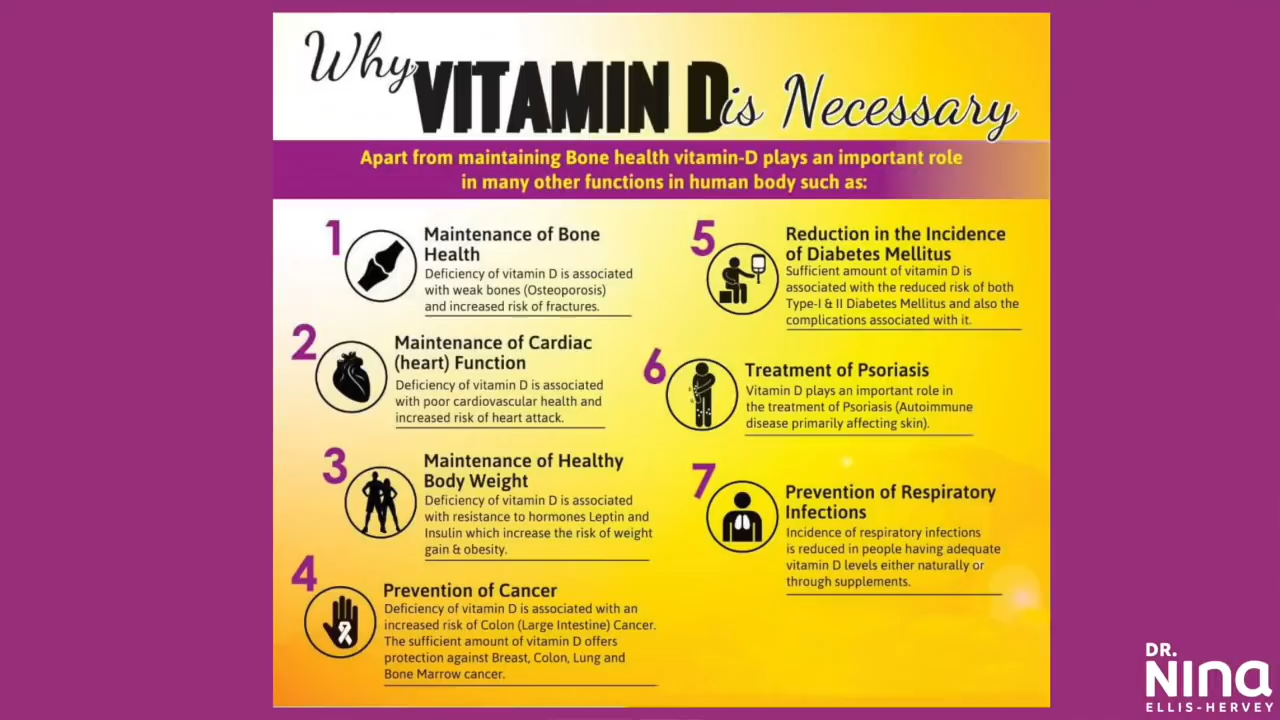 Why VITAMIN D is Necessary
Apart from maintaining Bone health vitamin-D plays an important role
in many other functions in human body such as:
1
Maintenance of Bone
Health
Deficiency of vitamin D is associated
with weak bones (Osteoporosis)
and increased risk of fractures.
2
Maintenance of Cardiac
(heart) Function
Deficiency of vitamin D is associated
with poor cardiovascular health and
increased risk of heart attack.
3
Maintenance of Healthy
Body Weight
Deficiency of vitamin D is associated
with resistance to hormones Leptin and
Insulin which increase the risk of weight
gain & obesity.
4
Prevention of Cancer
Deficiency of vitamin D is associated with an
increased risk of Colon (Large Intestine) Cancer.
The sufficient amount of vitamin D offers
protection against Breast, Colon, Lung and
Bone Marrow cancer.
5
Reduction in the Incidence
of Diabetes Mellitus
Sufficient amount of vitamin D is
associated with the reduced risk of both
Type-I & II Diabetes Mellitus and also the
complications associated with it.
6
Treatment of Psoriasis
Vitamin D plays an important role in
the treatment of Psoriasis (Autoimmune
disease primarily affecting skin).
7
Prevention of Respiratory
Infections
Incidence of respiratory infections
is reduced in people having adequate
vitamin D levels either naturally or
through supplements.
DR.
Nina
ELLIS-HERVEY